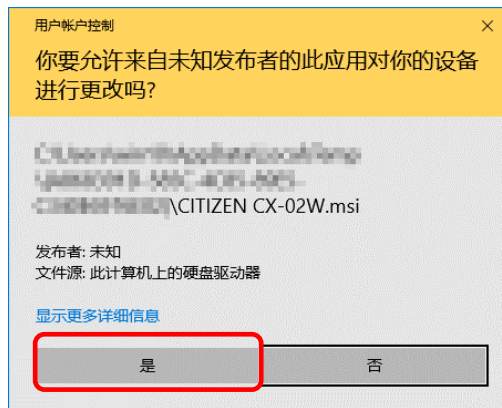 用户帐户控制
你要允许来自未知发布者的此应用对你的设备
进行更改吗?
\CITIZEN CX-02W.msi
发布者: 未知
文件源: 此计算机上的硬盘驱动器
显示更多详细信息
是
否